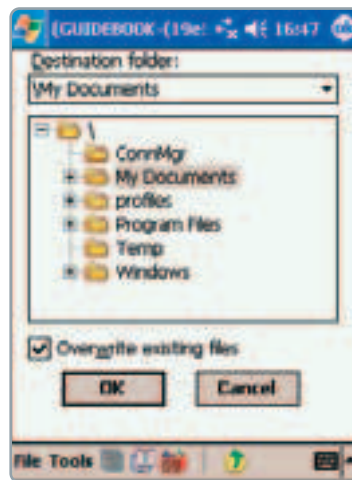 (GUIDEBOOK-(19e: 16:47
Destination folder:
\My Documents
\
ConnMgr
My Documents
profiles
Program Files
Temp
Windows
Overwrite existing files
OK Cancel
File Tools